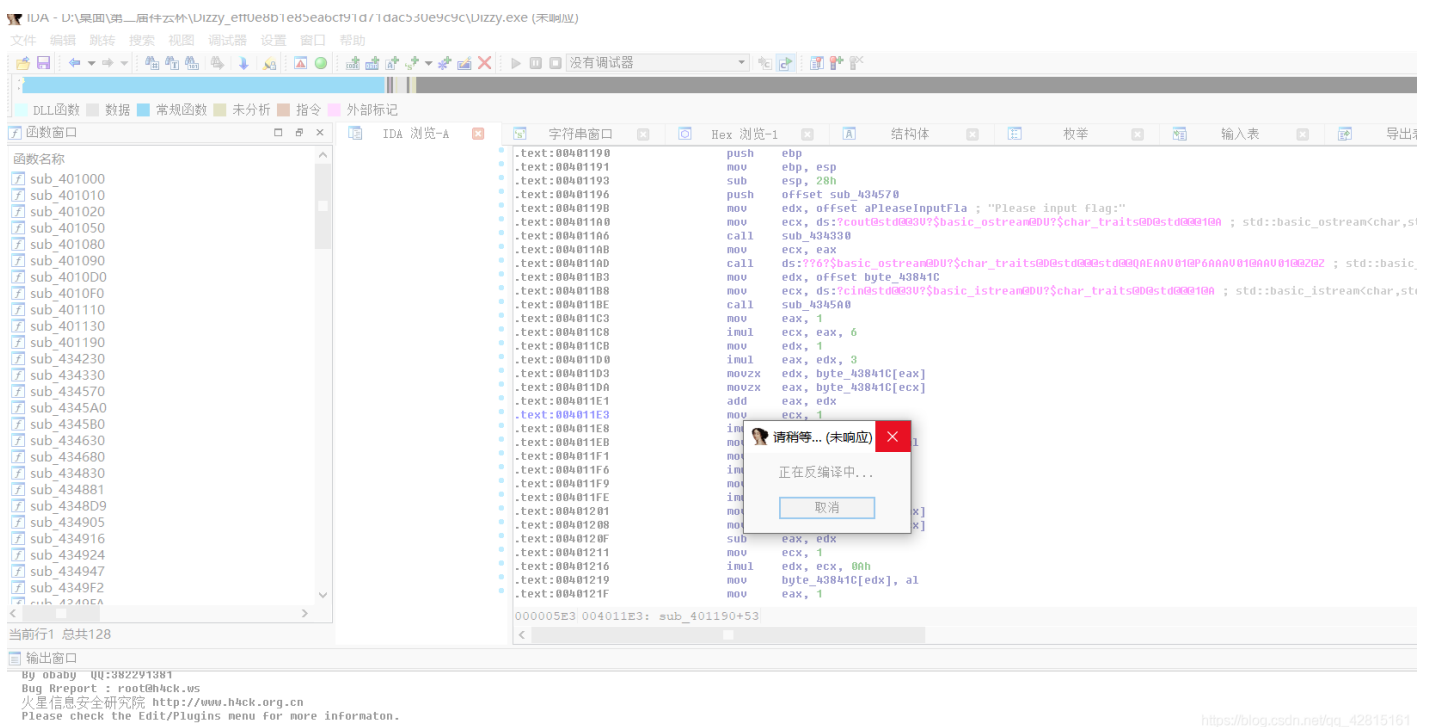 IDA - D:\桌面\第二届祥云杯\Dizzy_eff0e8b1e85ea6cf91d71dac530e9c9c\Dizzy.exe (未响应)
文件 编辑 跳转 搜索 视图 调试器 设置 窗口 帮助
没有调试器
DLL函数 数据 常规函数 未分析 指令 外部标记
函数窗口
IDA 浏览-A 字符串窗口 Hex 浏览-1 结构体 枚举 输入表
函数名称
sub_401000
sub_401010
sub_401020
sub_401050
sub_401080
sub_401090
sub_4010D0
sub_4010F0
sub_401110
sub_401130
sub_401190
sub_434230
sub_434330
sub_434570
sub_4345A0
sub_4345B0
sub_434630
sub_434680
sub_434830
sub_434881
sub_4348D9
sub_434905
sub_434916
sub_434924
sub_434947
sub_4349F2
当前行1 总共128
.text:00401190 push ebp
.text:00401191 mov ebp, esp
.text:00401193 sub esp, 28h
.text:00401196 push offset sub_434570
.text:0040119B mov edx, offset aPleaseInputFla ; "Please input flag:"
.text:004011A0 mov ecx, ds:?cout@std@@3V?$basic_ostream@DU?$char_traits@D@std@@@1@A ; std::basic_ostream<char,st
.text:004011A6 call sub_434330
.text:004011AB mov ecx, eax
.text:004011AD call ds:??6?$basic_ostream@DU?$char_traits@D@std@@@std@@QAEAAV01@P6AAAV01@AAV01@@Z@Z ; std::basic_
.text:004011B3 mov edx, offset byte_43841C
.text:004011B8 mov ecx, ds:?cin@std@@3V?$basic_istream@DU?$char_traits@D@std@@@1@A ; std::basic_istream<char,st
.text:004011BE call sub_4345A0
.text:004011C3 mov eax, 1
.text:004011C8 imul ecx, eax, 6
.text:004011CB mov edx, 1
.text:004011D0 imul eax, edx, 3
.text:004011D3 movzx edx, byte_43841C[eax]
.text:004011DA movzx eax, byte_43841C[ecx]
.text:004011E1 add eax, edx
.text:004011E3 mov ecx, 1
.text:004011E8
.text:004011EB
.text:004011F1
.text:004011F6
.text:004011F9
.text:004011FE
.text:00401201
.text:00401208
.text:0040120F sub eax, edx
.text:00401211 mov ecx, 1
.text:00401216 imul edx, ecx, 0Ah
.text:00401219 mov byte_43841C[edx], al
.text:0040121F mov eax, 1
000005E3 004011E3: sub_401190+53
请稍等... (未响应)
正在反编译中...
取消
输出窗口
By obaby QQ:382291381
Bug Rreport : root@h4ck.ws
火星信息安全研究院 http://www.h4ck.org.cn
Please check the Edit/Plugins menu for more informaton.
https://blog.csdn.net/qq_42815161